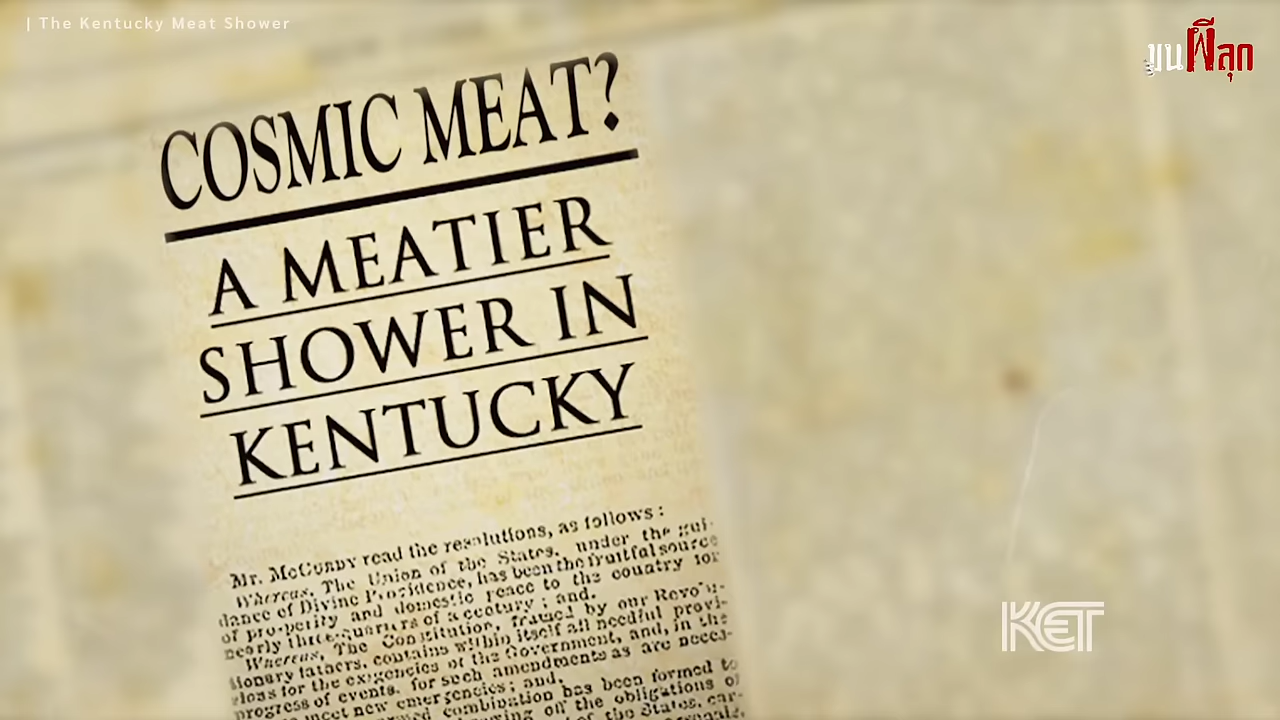 | The Kentucky Meat Shower
ขนผีลุก
COSMIC MEAT?
A MEATIER
SHOWER IN
KENTUCKY
Mr. McCurdy read the resolutions, as follows:
Whereas, The Union of the States, under the gui-
dance of Divine Providence, has been the fruitful source
of prosperity and domestic peace to the country for
nearly three-quarters of a century; and,
Whereas, The Constitution, framed by our Revolu-
tionary fathers, contains within itself all needful provi-
sions for the exigencies of the Government, and, in the
progress of events, for such amendments as are neces-
meet new emergencies; and,
combination has been formed to
off the obligations of
of the States,
KET